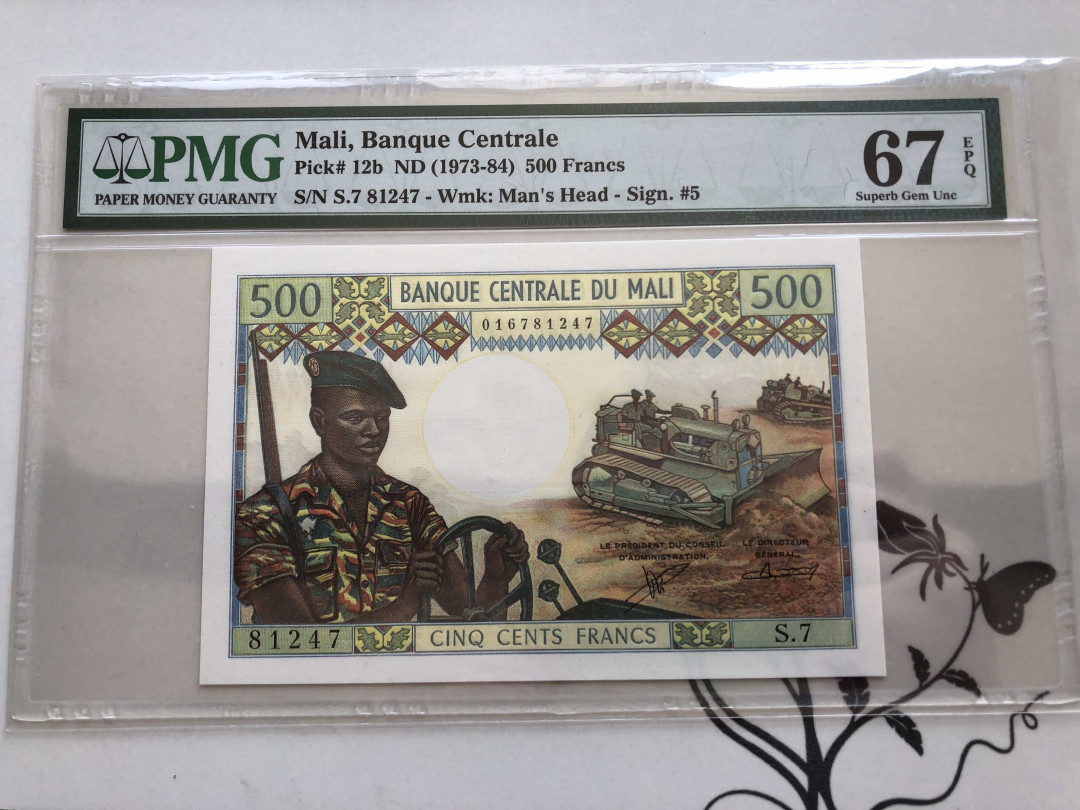 PMG
PAPER MONEY GUARANTY
Mali, Banque Centrale
Pick# 12b ND (1973-84) 500 Francs
S/N S.7 81247 - Wmk: Man's Head - Sign. #5
67
EPQ
Superb Gem Unc
500
BANQUE CENTRALE DU MALI
500
016781247
LE PRÉSIDENT DU CONSEIL
D'ADMINISTRATION,
LE DIRECTEUR
GÉNÉRAL,
81247
CINQ CENTS FRANCS
S.7